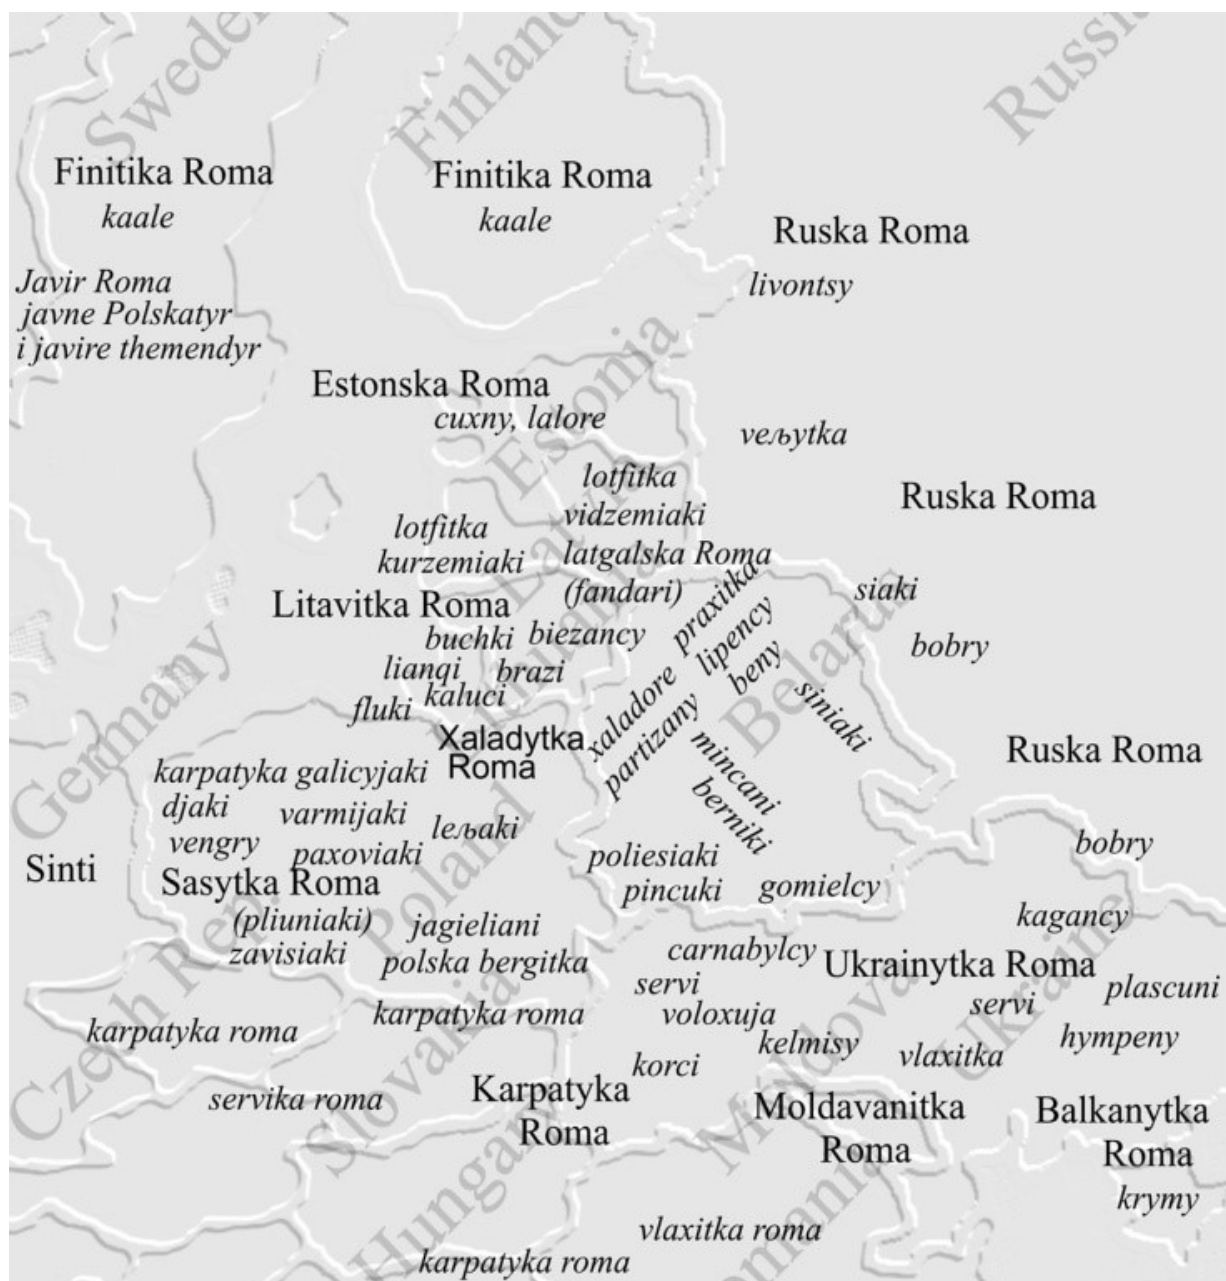 Sweden
Finland
Russia
Finitika Roma
kaale
Finitika Roma
kaale
Ruska Roma
livontsy
Javir Roma
javne Polskatyr
i javire themendyr
Estonska Roma
cuxny, lalore
Estonia
veљytka
lotfitka
vidzemiaki
Ruska Roma
lotfitka
kurzemiaki
Latvia
latgalska Roma
(fandari)
praxitka
siaki
Litavitka Roma
buchki
biezancy
lipency
bobry
lianqi
brazi
beny
Belarus
kaluci
fluki
Lithuania
xaladore
siniaki
Germany
Xaladytka
Roma
partizany
mincani
Ruska Roma
karpatyka galicyjaki
djaki
varmijaki
berniki
vengry
paxoviaki
leљaki
poliesiaki
bobry
Sinti
Sasytka Roma
Poland
pincuki
gomielcy
(pliuniaki)
jagieliani
kagancy
zavisiaki
polska bergitka
carnabylcy
Ukrainytka Roma
servi
servi
plascuni
Czech Rep.
karpatyka roma
karpatyka roma
voloxuja
kelmisy
vlaxitka
hympeny
Ukraine
korci
servika roma
Slovakia
Karpatyka
Roma
Moldova
Moldavanitka
Roma
Balkanytka
Roma
krymy
Hungary
vlaxitka roma
karpatyka roma
Romania